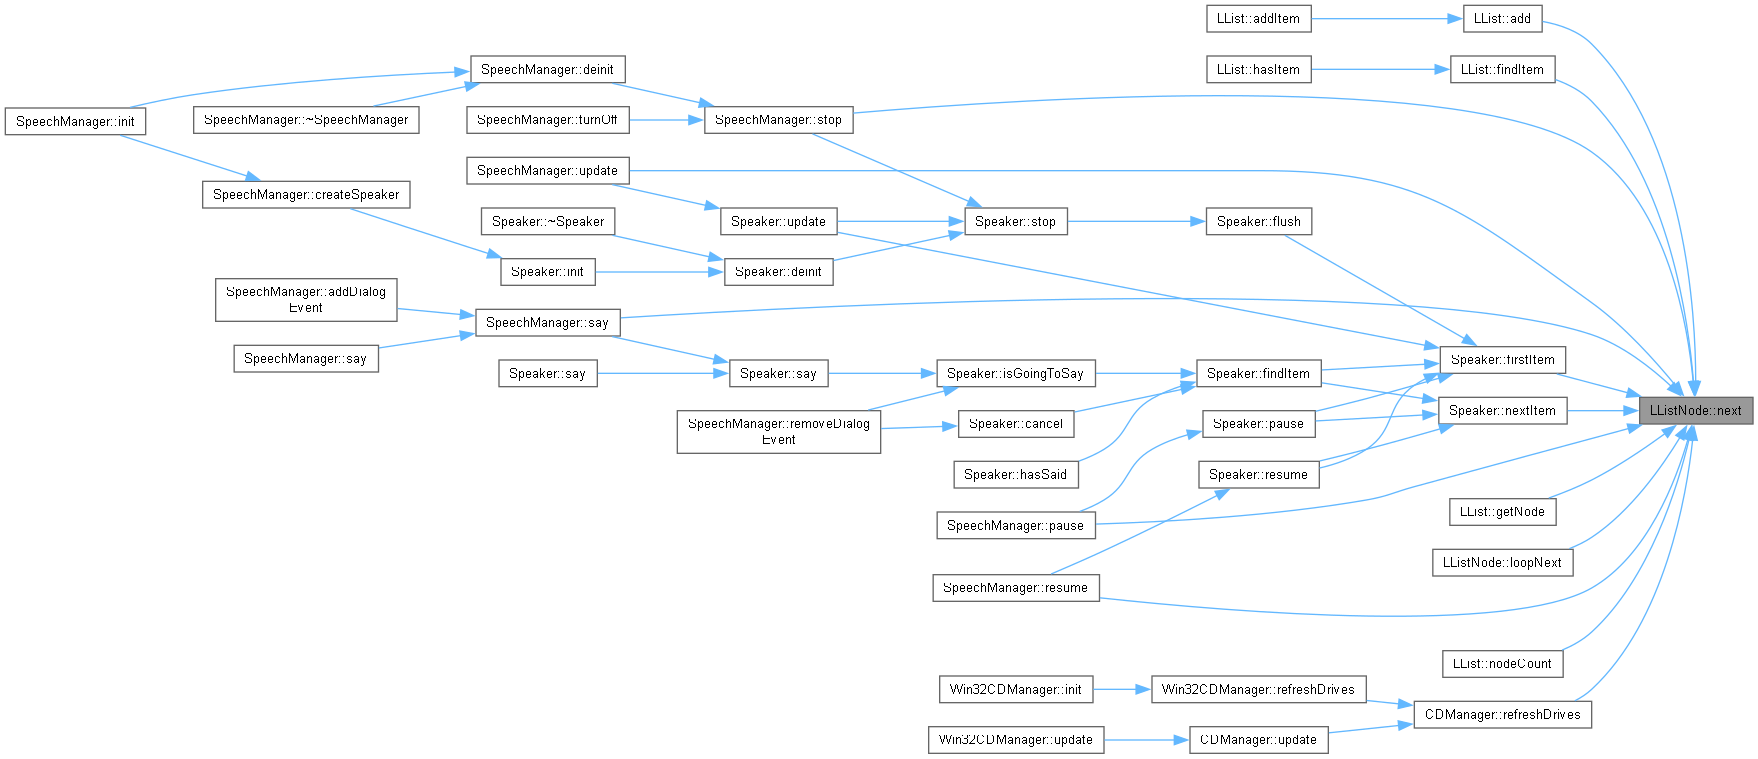 LList::addItem
LList::add
SpeechManager::deinit
LList::hasItem
LList::findItem
SpeechManager::init
SpeechManager::~SpeechManager
SpeechManager::turnOff
SpeechManager::stop
SpeechManager::update
SpeechManager::createSpeaker
Speaker::~Speaker
Speaker::update
Speaker::stop
Speaker::flush
Speaker::init
Speaker::deinit
SpeechManager::addDialog
Event
SpeechManager::say
SpeechManager::say
Speaker::say
Speaker::say
Speaker::isGoingToSay
Speaker::findItem
Speaker::firstItem
SpeechManager::removeDialog
Event
Speaker::cancel
Speaker::pause
Speaker::nextItem
LListNode::next
Speaker::hasSaid
Speaker::resume
SpeechManager::pause
LList::getNode
LListNode::loopNext
SpeechManager::resume
LList::nodeCount
Win32CDManager::init
Win32CDManager::refreshDrives
CDManager::refreshDrives
Win32CDManager::update
CDManager::update